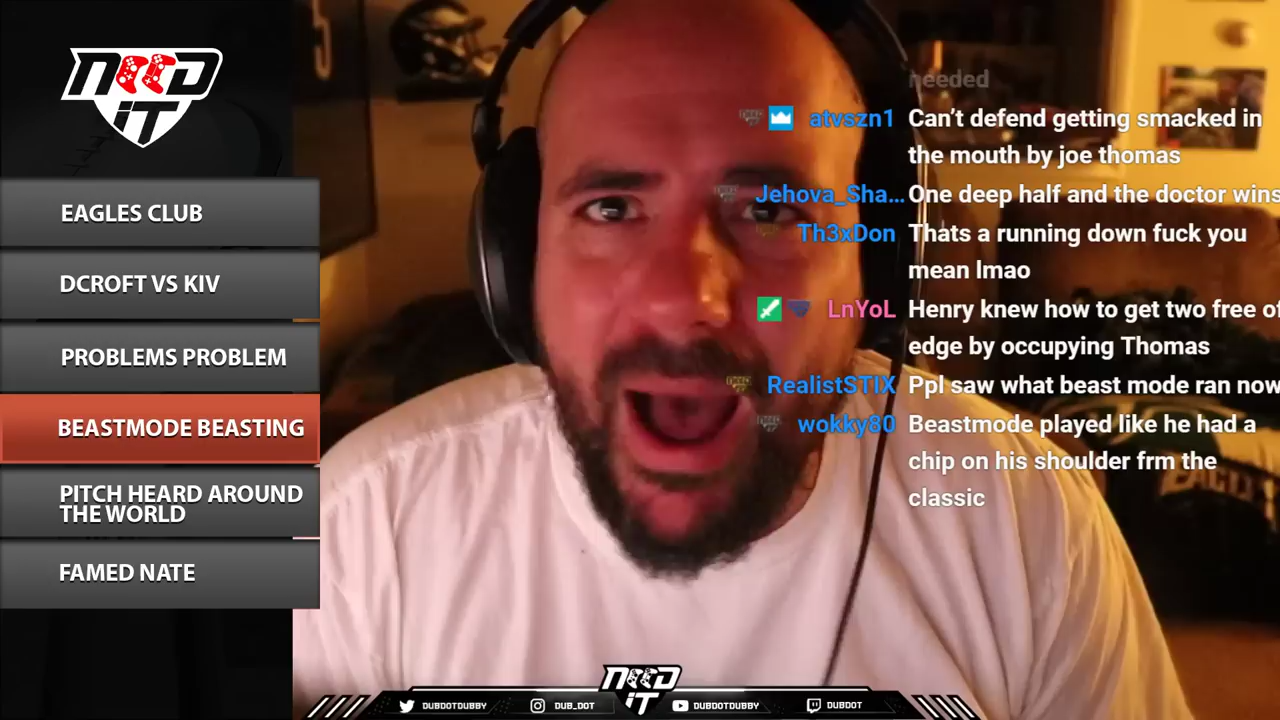 NEED
iT
EAGLES CLUB
DCROFT VS KIV
PROBLEMS PROBLEM
BEASTMODE BEASTING
PITCH HEARD AROUND
THE WORLD
FAMED NATE
needed
atvszn1 Can't defend getting smacked in
the mouth by joe thomas
Jehova_Sha... One deep half and the doctor wins
Th3xDon Thats a running down fuck you
mean lmao
LnYoL Henry knew how to get two free of
edge by occupying Thomas
RealistSTIX Ppl saw what beast mode ran now
wokky80 Beastmode played like he had a
chip on his shoulder frm the
classic
EAGLES
NEED
iT
DUBDOTDUBBY DUB_DOT DUBDOTDUBBY DUBDOT